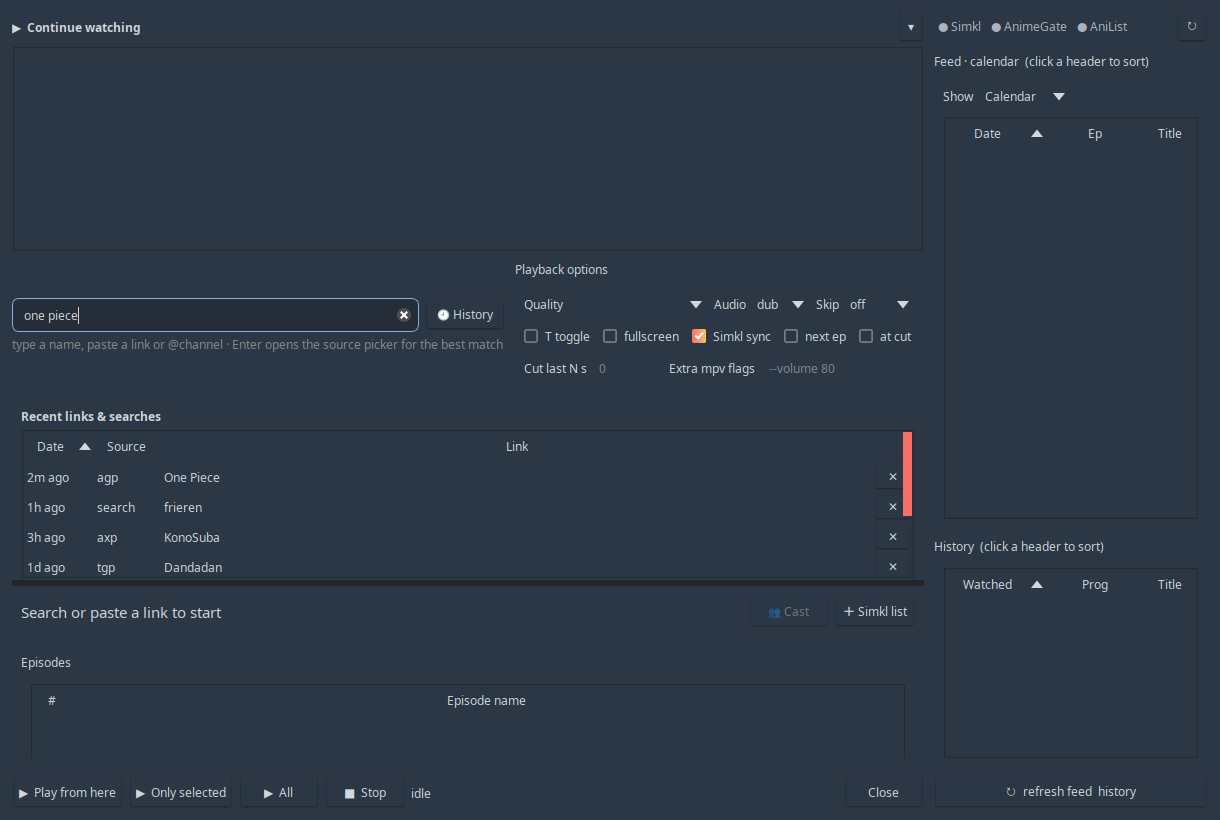 ▶ Continue watching
▼
● Simkl ● AnimeGate ● AniList
↻
Feed · calendar (click a header to sort)
Show Calendar ▼
Date ▲ Ep Title
Playback options
one piece
🕘 History
type a name, paste a link or @channel · Enter opens the source picker for the best match
Quality ▼ Audio dub ▼ Skip off ▼
T toggle fullscreen Simkl sync next ep at cut
Cut last N s 0 Extra mpv flags --volume 80
Recent links & searches
Date ▲ Source Link
2m ago agp One Piece ✕
1h ago search frieren ✕
3h ago axp KonoSuba ✕
1d ago tgp Dandadan ✕
History (click a header to sort)
Watched ▲ Prog Title
Search or paste a link to start
👥 Cast
+ Simkl list
Episodes
# Episode name
▶ Play from here ▶ Only selected ▶ All ■ Stop idle
Close
↻ refresh feed history